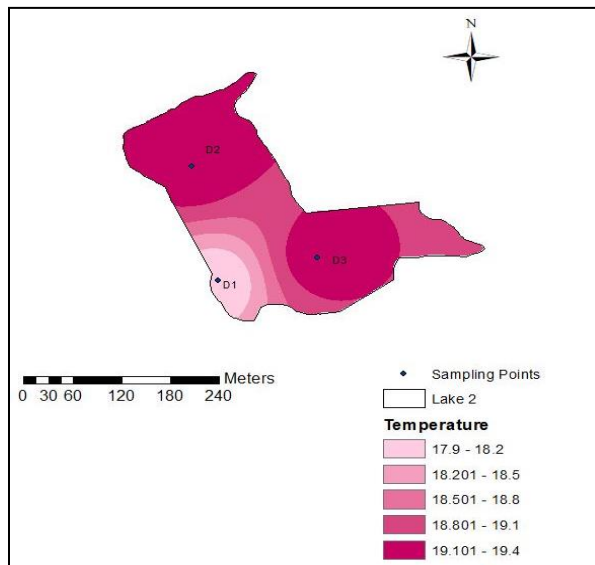 N
D2
D3
D1
Meters
0 30 60 120 180 240
Sampling Points
Lake 2
Temperature
17.9 - 18.2
18.201 - 18.5
18.501 - 18.8
18.801 - 19.1
19.101 - 19.4